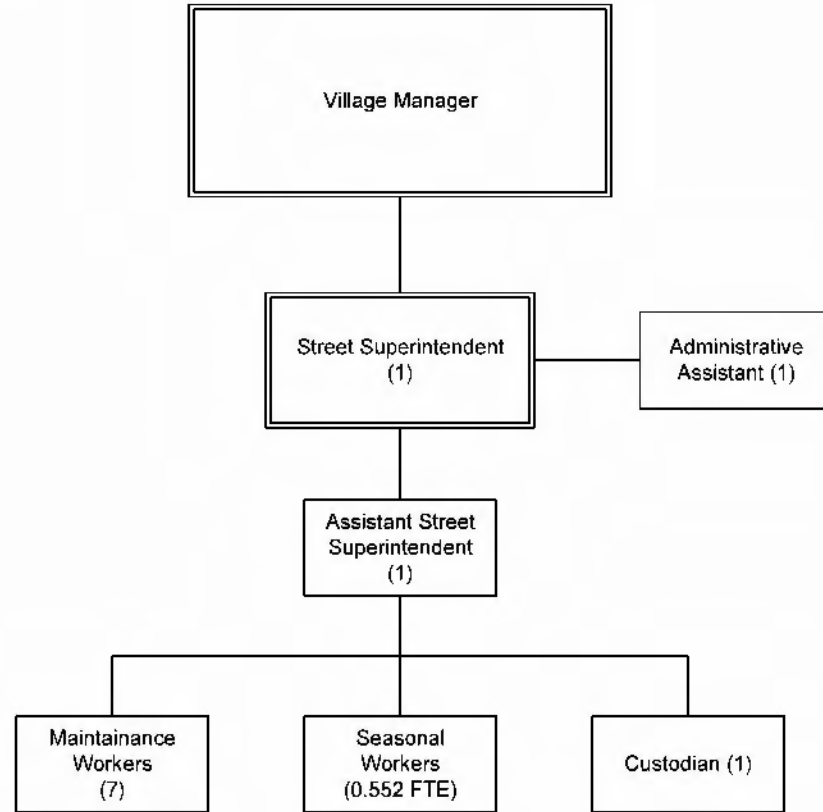 Village Manager
Street Superintendent
(1)
Administrative
Assistant (1)
Assistant Street
Superintendent
(1)
Maintainance
Workers
(7)
Seasonal
Workers
(0.552 FTE)
Custodian (1)